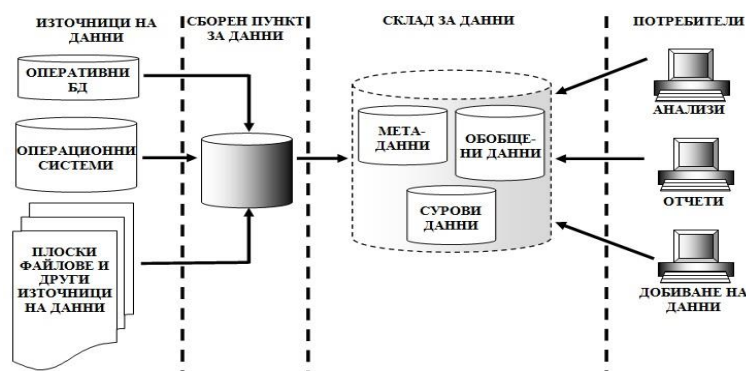 ИЗТОЧНИЦИ НА
ДАННИ
СБОРЕН ПУНКТ
ЗА ДАННИ
СКЛАД ЗА ДАННИ
ПОТРЕБИТЕЛИ
ОПЕРАТИВНИ
БД
ОПЕРАЦИОННИ
СИСТЕМИ
ПЛОСКИ
ФАЙЛОВЕ И
ДРУГИ
ИЗТОЧНИЦИ
НА ДАННИ
МЕТА-
ДАННИ
ОБОБЩЕ-
НИ ДАННИ
СУРОВИ
ДАННИ
АНАЛИЗИ
ОТЧЕТИ
ДОБИВАНЕ НА
ДАННИ